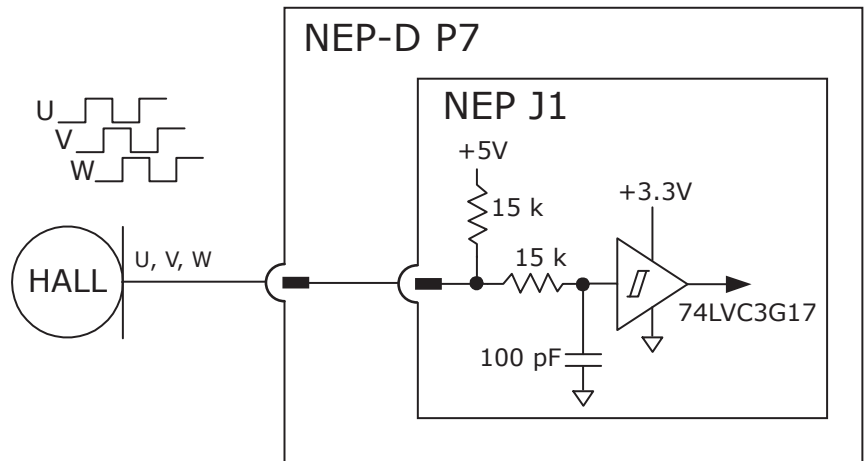 NEP-D P7
NEP J1
U
V
W
+5V
+3.3V
15 k
15 k
U, V, W
HALL
74LVC3G17
100 pF